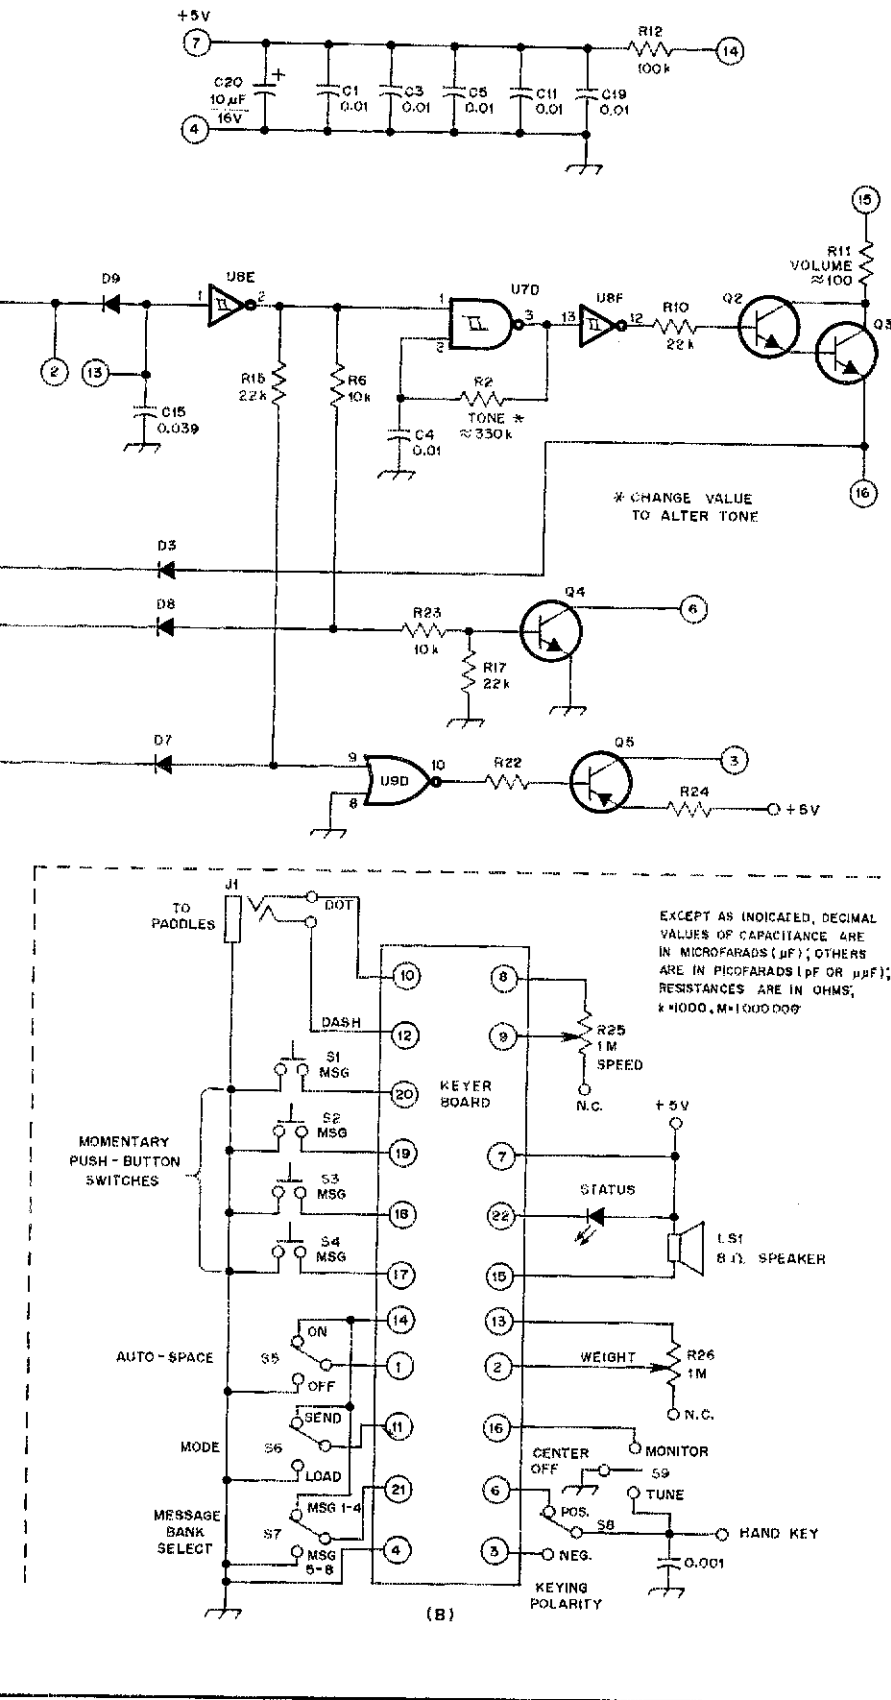 +5V
7
R12
14
100k
C20
+
10 µF
16V
C1
0.01
C3
0.01
C5
0.01
C11
0.01
C19
0.01
4
15
R11
VOLUME
≈100
D9
U8E
1
2
U7D
1
3
2
U8F
13
12
R10
22k
Q2
Q3
2
13
R15
22k
R6
10k
R2
TONE *
≈330k
C15
0.039
C4
0.01
16
* CHANGE VALUE
TO ALTER TONE
D3
D8
R23
10k
R17
22k
Q4
6
D7
9
U9D
8
10
R22
Q5
3
R24
+5V
J1
TO
PADDLES
DOT
DASH
10
12
EXCEPT AS INDICATED, DECIMAL
VALUES OF CAPACITANCE ARE
IN MICROFARADS (µF); OTHERS
ARE IN PICOFARADS (pF OR µµF);
RESISTANCES ARE IN OHMS;
k=1000, M=1000 000
8
9
R25
1M
SPEED
N.C.
S1
MSG
20
KEYER
BOARD
MOMENTARY
PUSH-BUTTON
SWITCHES
S2
MSG
19
S3
MSG
18
S4
MSG
17
+5V
7
STATUS
22
LS1
8 Ω SPEAKER
15
14
ON
AUTO-SPACE
S5
OFF
1
13
2
WEIGHT
R26
1M
N.C.
SEND
MODE
S6
LOAD
11
16
MONITOR
CENTER
OFF
S9
TUNE
MSG 1-4
MESSAGE
BANK
SELECT
S7
MSG
5-8
21
4
6
POS.
S8
HAND KEY
3
NEG.
0.001
KEYING
POLARITY
(B)